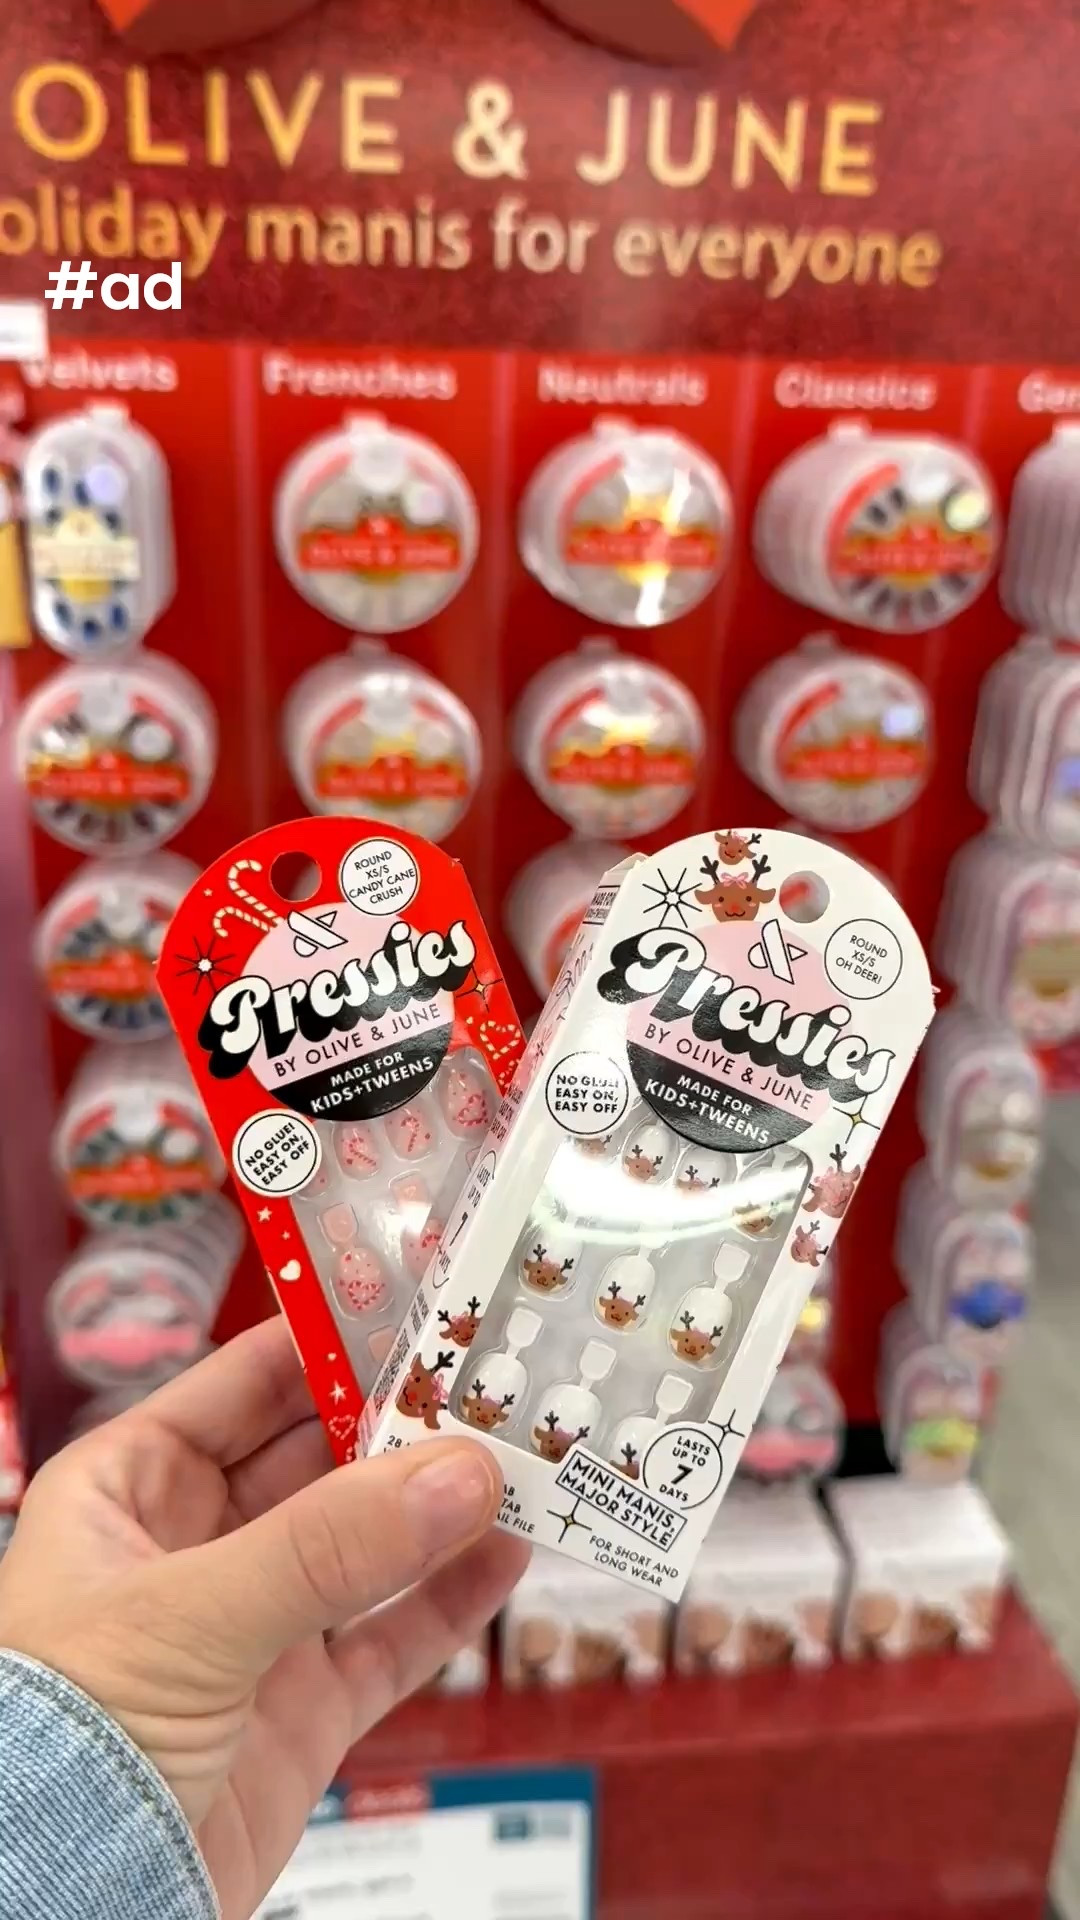 OLIVE & JUNE
oliday manis for everyone
#ad
Velvets
Frenches
Neutrals
Classics
ROUND
XS/S
CANDY CANE
CRUSH
&
Pressies
BY OLIVE & JUNE
MADE FOR
KIDS+TWEENS
NO GLUE!
EASY ON,
EASY OFF
&
ROUND
XS/S
OH DEER!
Pressies
BY OLIVE & JUNE
MADE FOR
KIDS+TWEENS
NO GLUE!
EASY ON,
EASY OFF
LASTS
UP TO
7
DAYS
MINI MANIS,
MAJOR STYLE
FOR SHORT AND
LONG WEAR
28